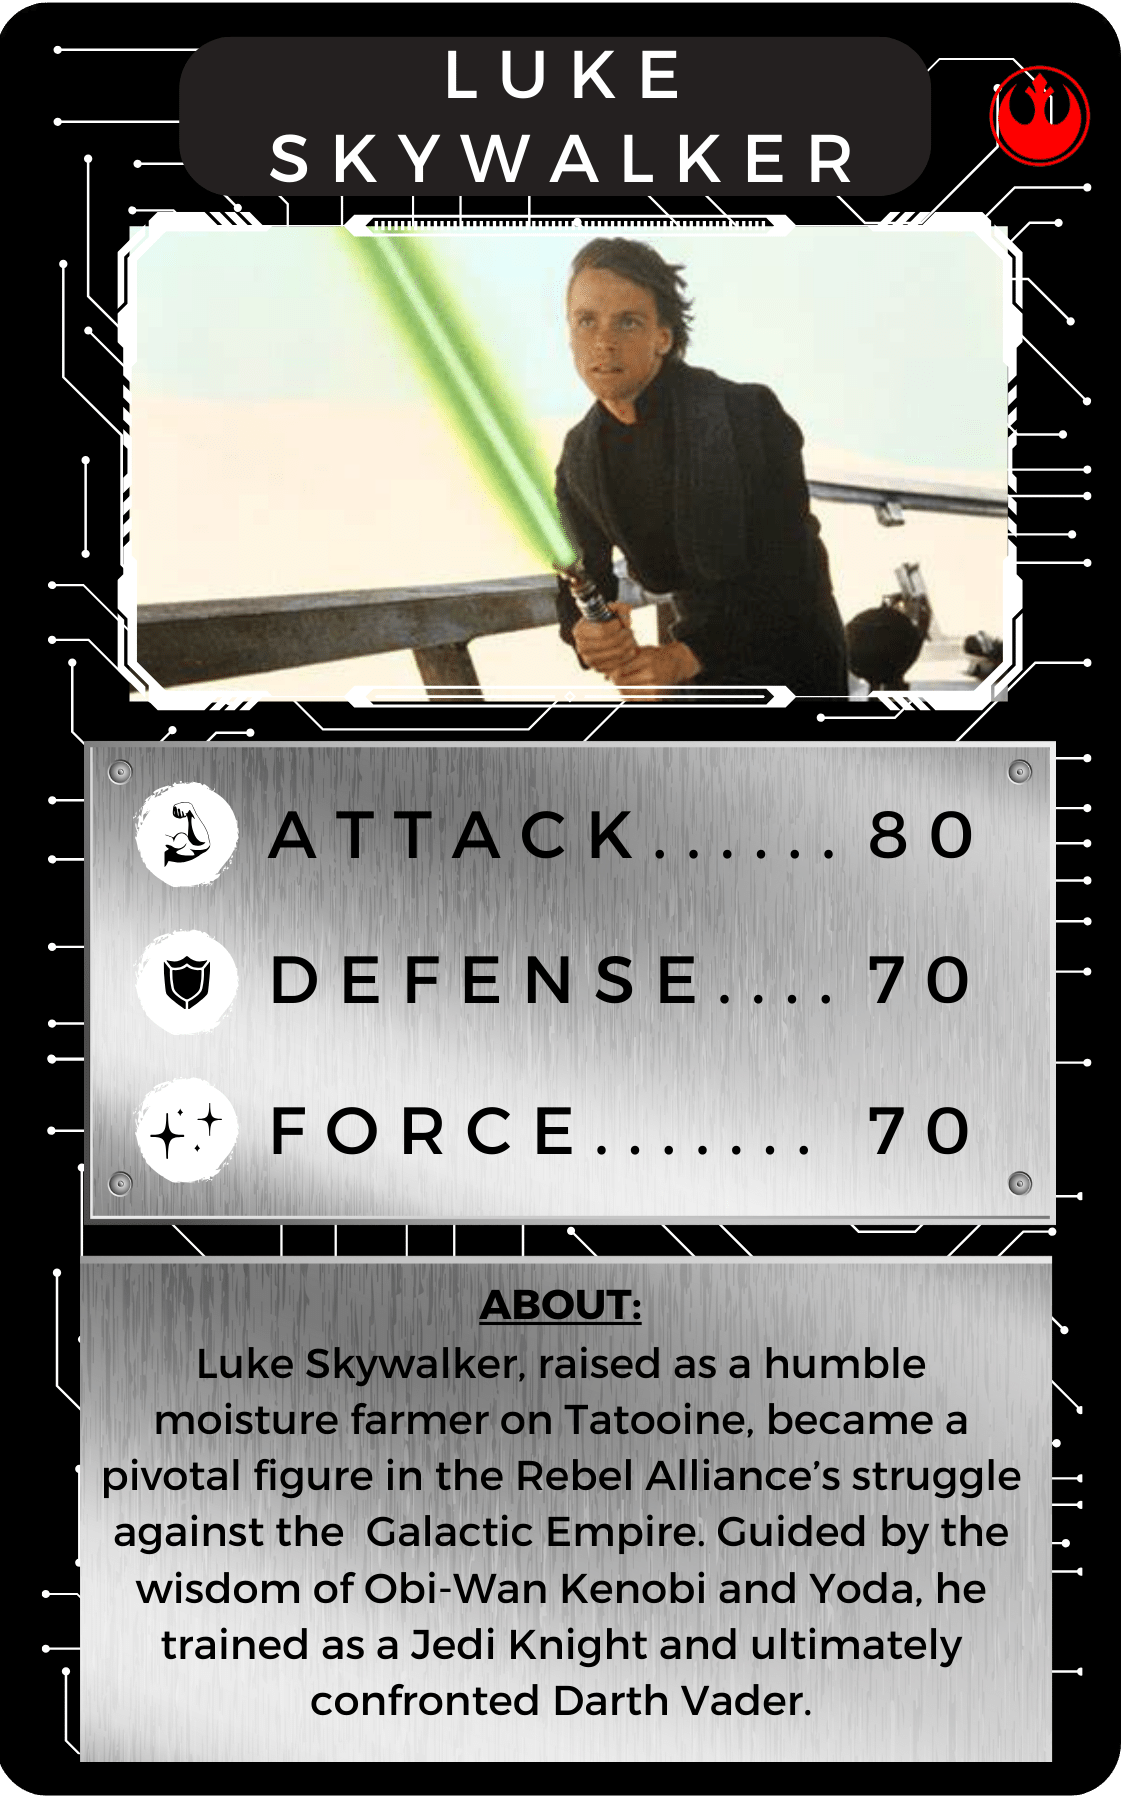 LUKE
SKYWALKER
ATTACK...... 80
DEFENSE.... 70
FORCE....... 70
ABOUT:
Luke Skywalker, raised as a humble
moisture farmer on Tatooine, became a
pivotal figure in the Rebel Alliance’s struggle
against the  Galactic Empire. Guided by the
wisdom of Obi-Wan Kenobi and Yoda, he
trained as a Jedi Knight and ultimately
confronted Darth Vader.